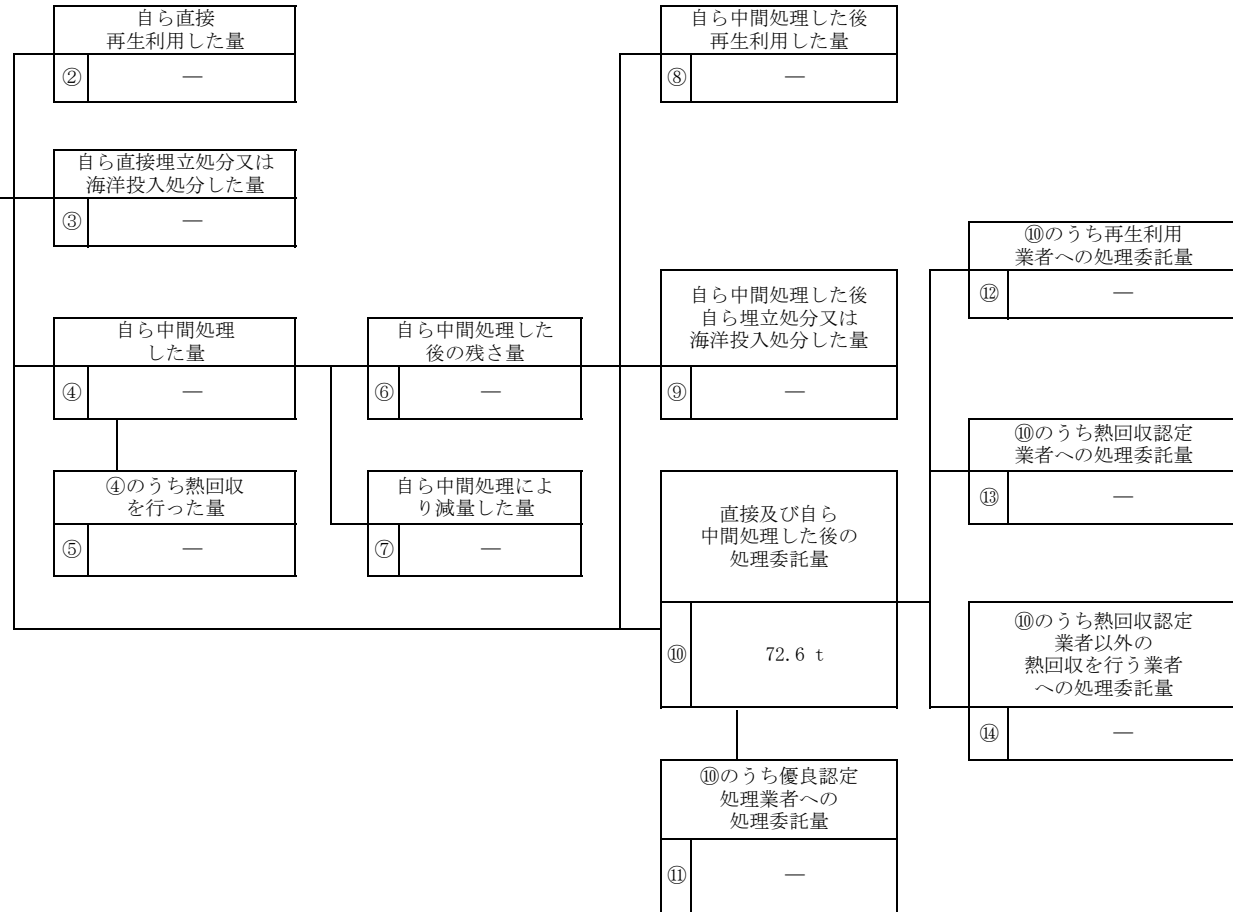 自ら直接
再生利用した量
② ―
自ら中間処理した後
再生利用した量
⑧ ―
自ら直接埋立処分又は
海洋投入処分した量
③ ―
⑩のうち再生利用
業者への処理委託量
⑫ ―
自ら中間処理
した量
④ ―
自ら中間処理した
後の残さ量
⑥ ―
自ら中間処理した後
自ら埋立処分又は
海洋投入処分した量
⑨ ―
⑩のうち熱回収認定
業者への処理委託量
⑬ ―
④のうち熱回収
を行った量
⑤ ―
自ら中間処理によ
り減量した量
⑦ ―
直接及び自ら
中間処理した後の
処理委託量
⑩ 72.6 t
⑩のうち熱回収認定
業者以外の
熱回収を行う業者
への処理委託量
⑭ ―
⑩のうち優良認定
処理業者への
処理委託量
⑪ ―